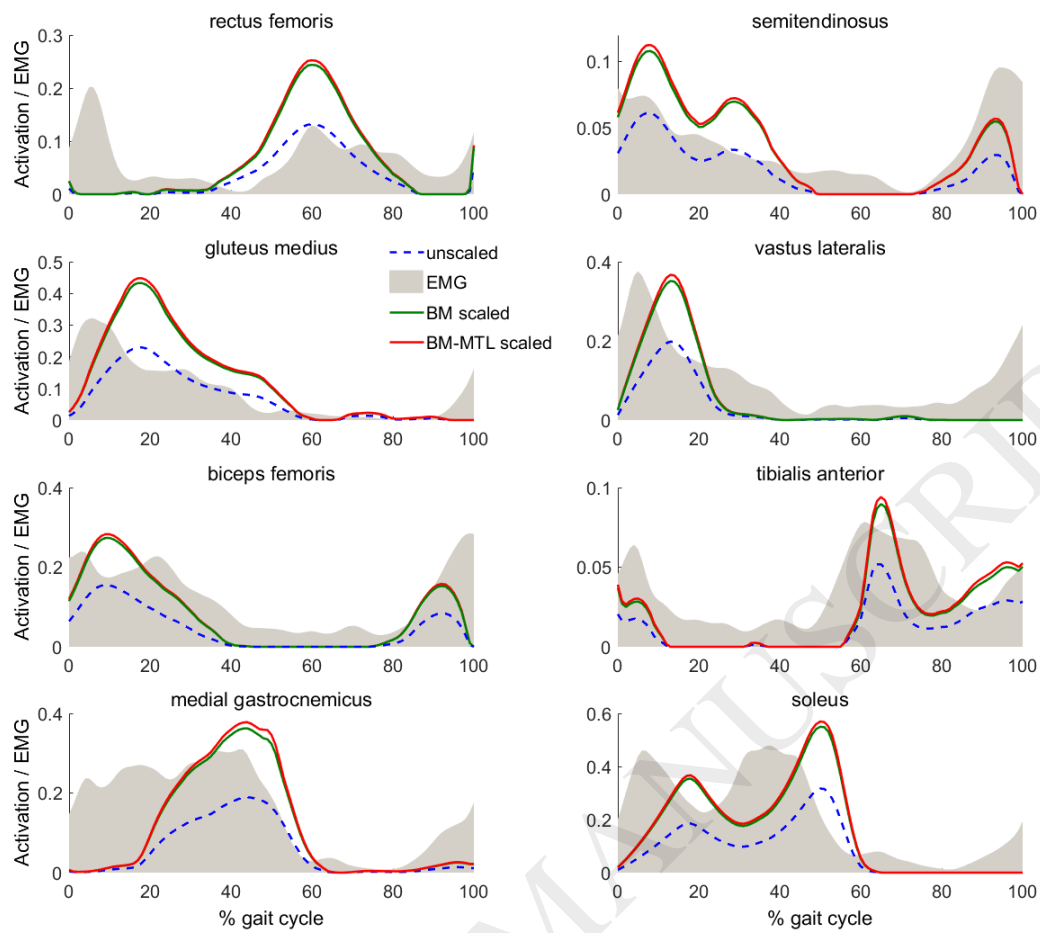 rectus femoris
semitendinosus
Activation / EMG
0.3
0.2
0.1
0
0 20 40 60 80 100
0.1
0.05
0
0 20 40 60 80 100
gluteus medius
vastus lateralis
Activation / EMG
0.5
0.4
0.3
0.2
0.1
0
0 20 40 60 80 100
unscaled
EMG
BM scaled
BM-MTL scaled
0.4
0.2
0
0 20 40 60 80 100
biceps femoris
tibialis anterior
Activation / EMG
0.4
0.2
0
0 20 40 60 80 100
0.1
0.05
0
0 20 40 60 80 100
medial gastrocnemicus
soleus
Activation / EMG
0.4
0.2
0
0 20 40 60 80 100
% gait cycle
0.6
0.4
0.2
0
0 20 40 60 80 100
% gait cycle
MANUSCRI